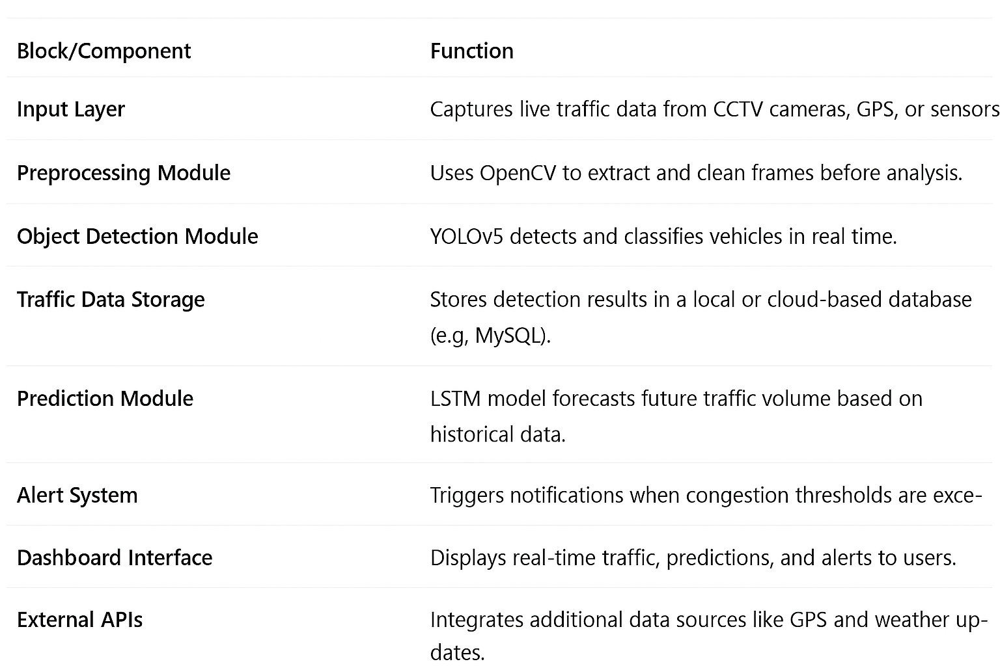 Block/Component Function
Input Layer Captures live traffic data from CCTV cameras, GPS, or sensors
Preprocessing Module Uses OpenCV to extract and clean frames before analysis.
Object Detection Module YOLOv5 detects and classifies vehicles in real time.
Traffic Data Storage Stores detection results in a local or cloud-based database
(e.g, MySQL).
Prediction Module LSTM model forecasts future traffic volume based on
historical data.
Alert System Triggers notifications when congestion thresholds are exce-
Dashboard Interface Displays real-time traffic, predictions, and alerts to users.
External APIs Integrates additional data sources like GPS and weather up-
dates.